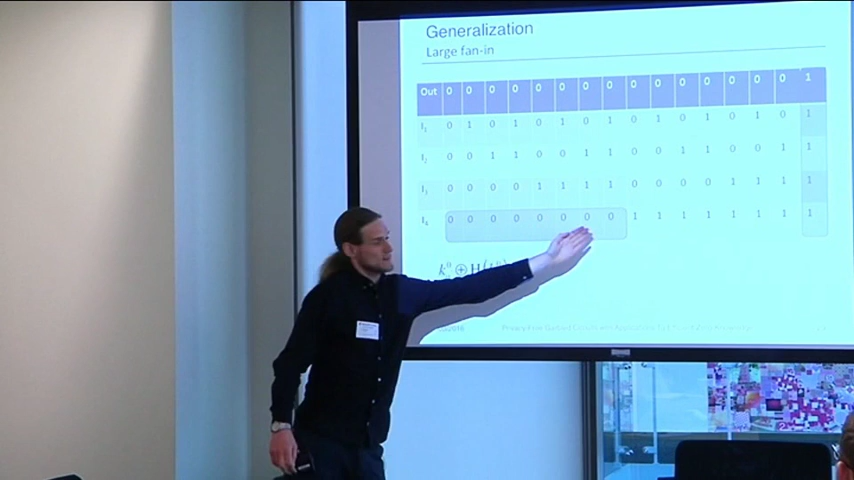 Generalization
Large fan-in
Out 0 0 0 0 0 0 0 0 0 0 0 0 0 0 0 1
I₁ 0 1 0 1 0 1 0 1 0 1 0 1 0 1 0 1
I₂ 0 0 1 1 0 0 1 1 0 0 1 1 0 0 1 1
I₃ 0 0 0 0 1 1 1 1 0 0 0 0 1 1 1 1
I₄ 0 0 0 0 0 0 0 0 1 1 1 1 1 1 1 1